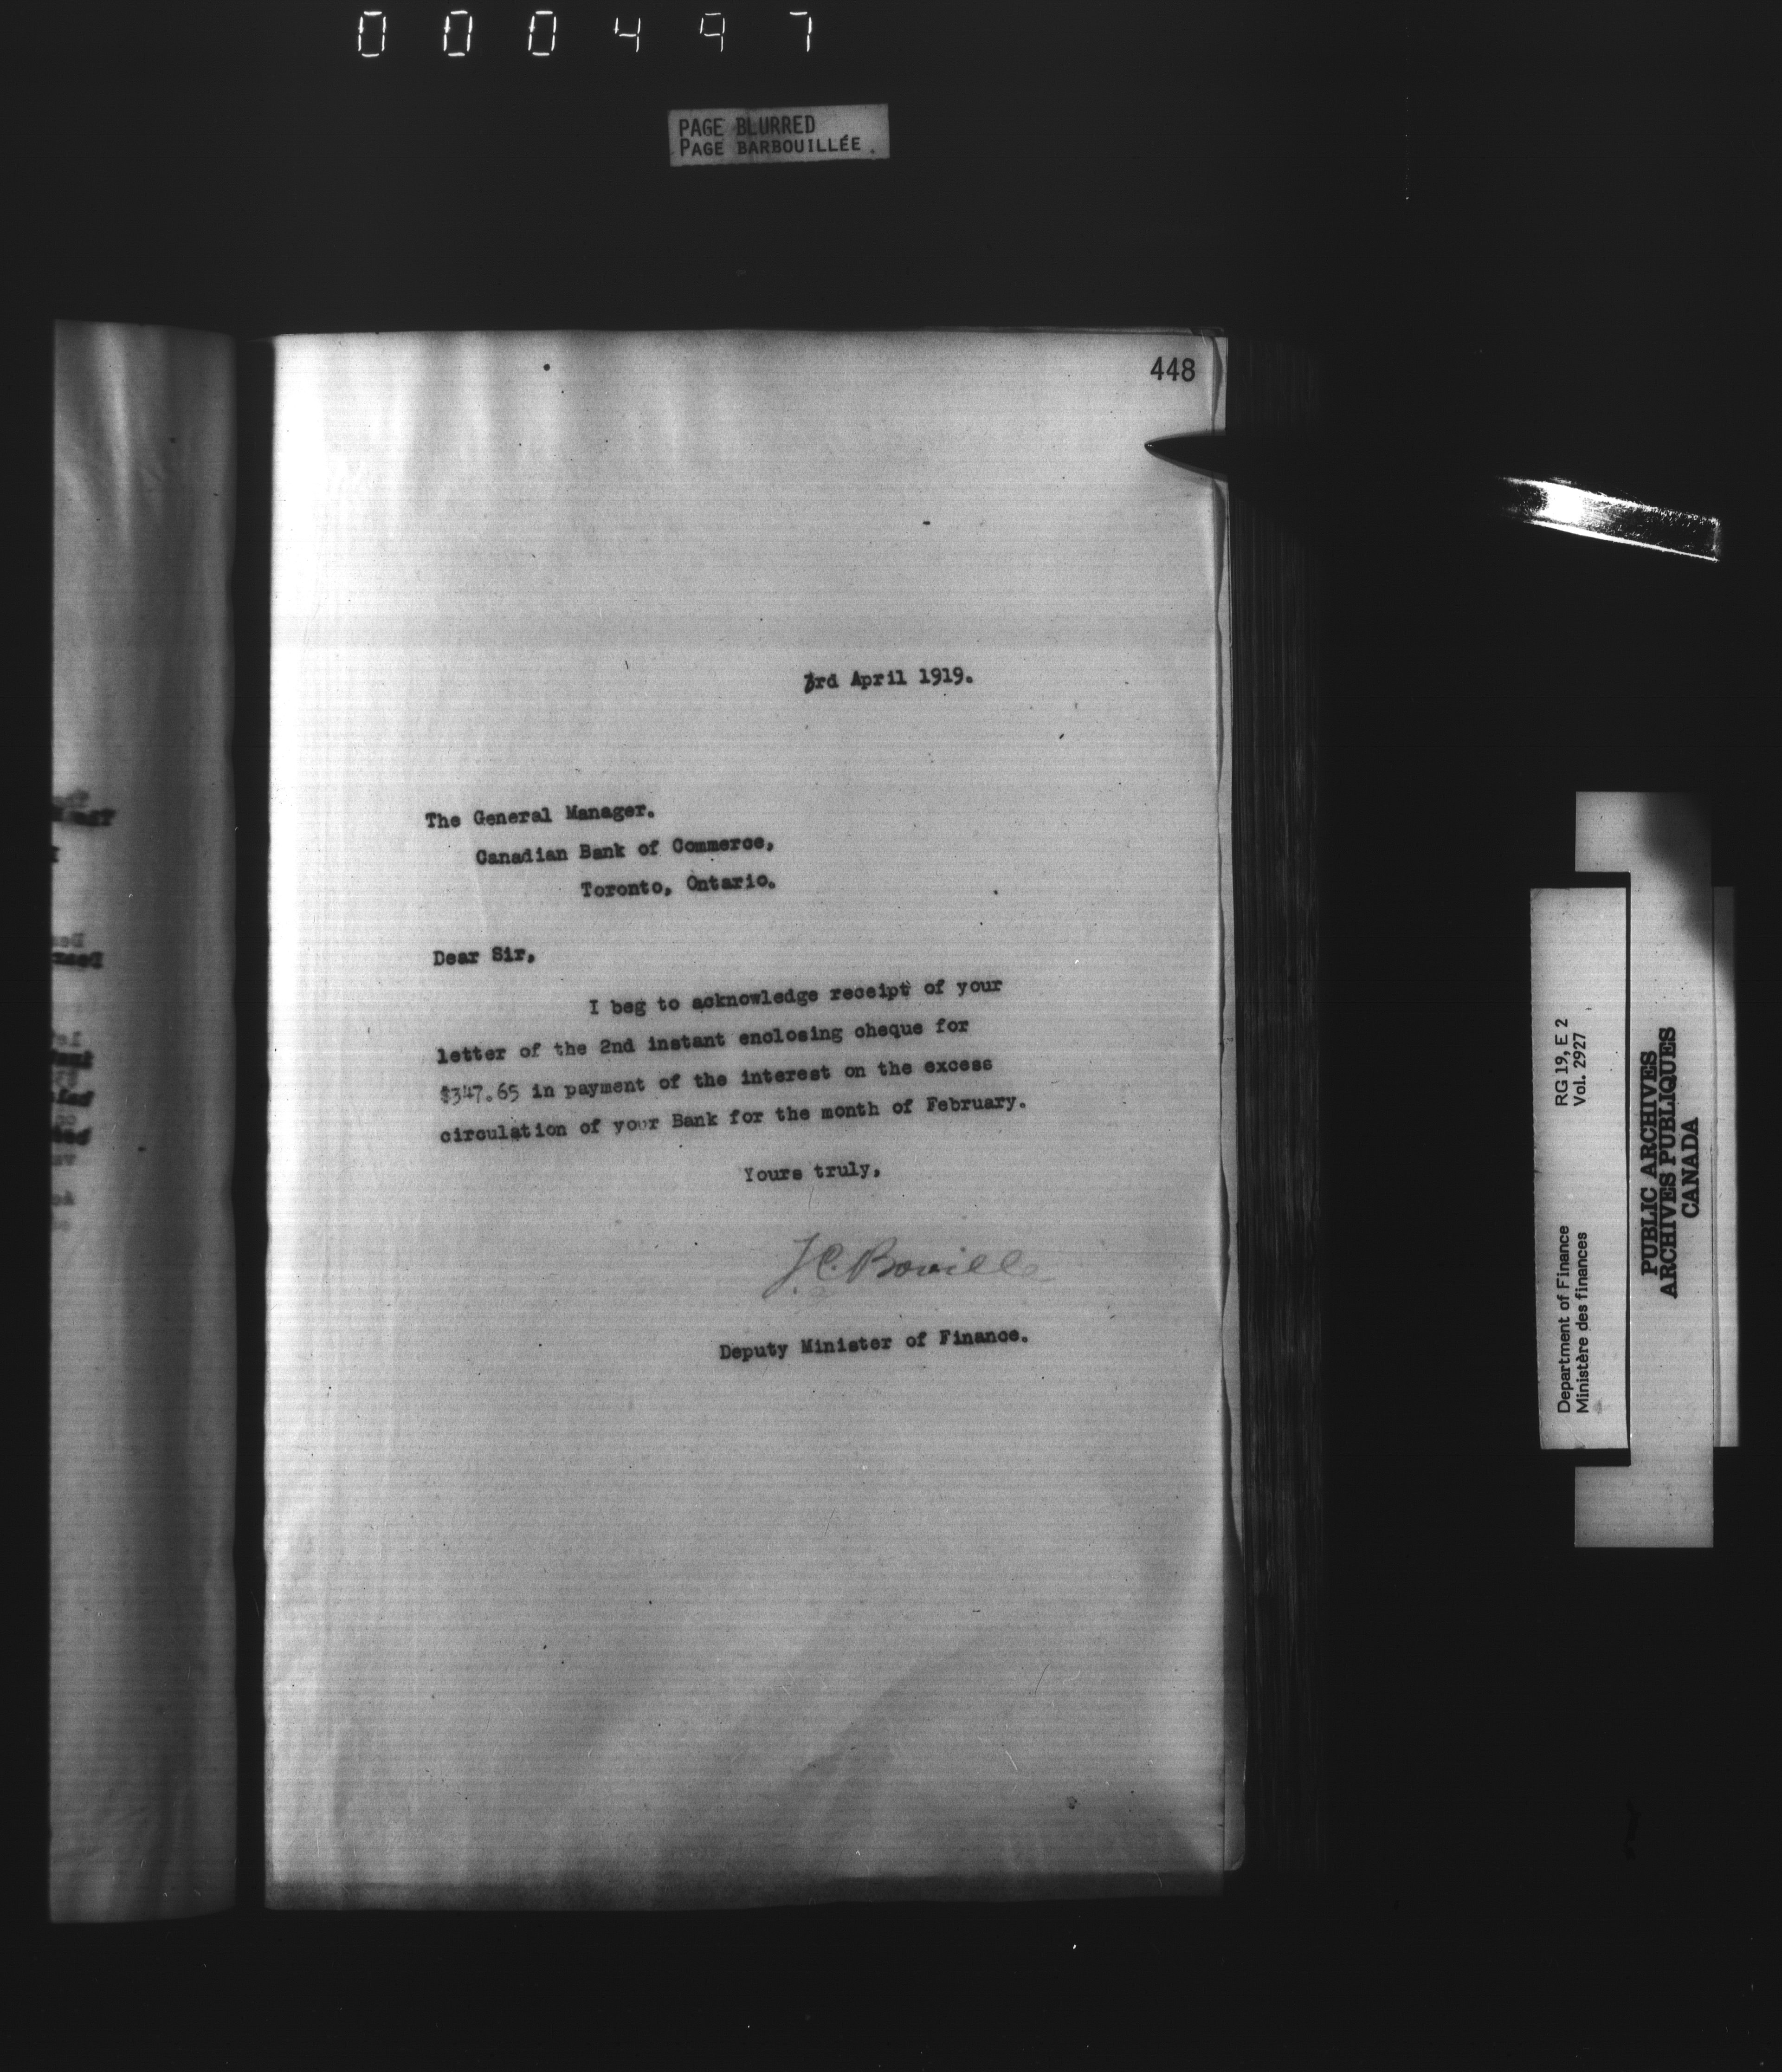 000497
PAGE BLURRED
PAGE BARBOUILLÉE.
448
3rd April 1919.
The General Manager.
Canadian Bank of Commerce,
Toronto, Ontario.
Dear Sir,
I beg to acknowledge receipt of your
letter of the 2nd instant enclosing cheque for
$347.65 in payment of the interest on the excess
circulation of your Bank for the month of February.
Yours truly,
J.C. Boville
Deputy Minister of Finance.
Department of Finance RG 19, E 2
Ministère des finances Vol. 2927
PUBLIC ARCHIVES
ARCHIVES PUBLIQUES
CANADA